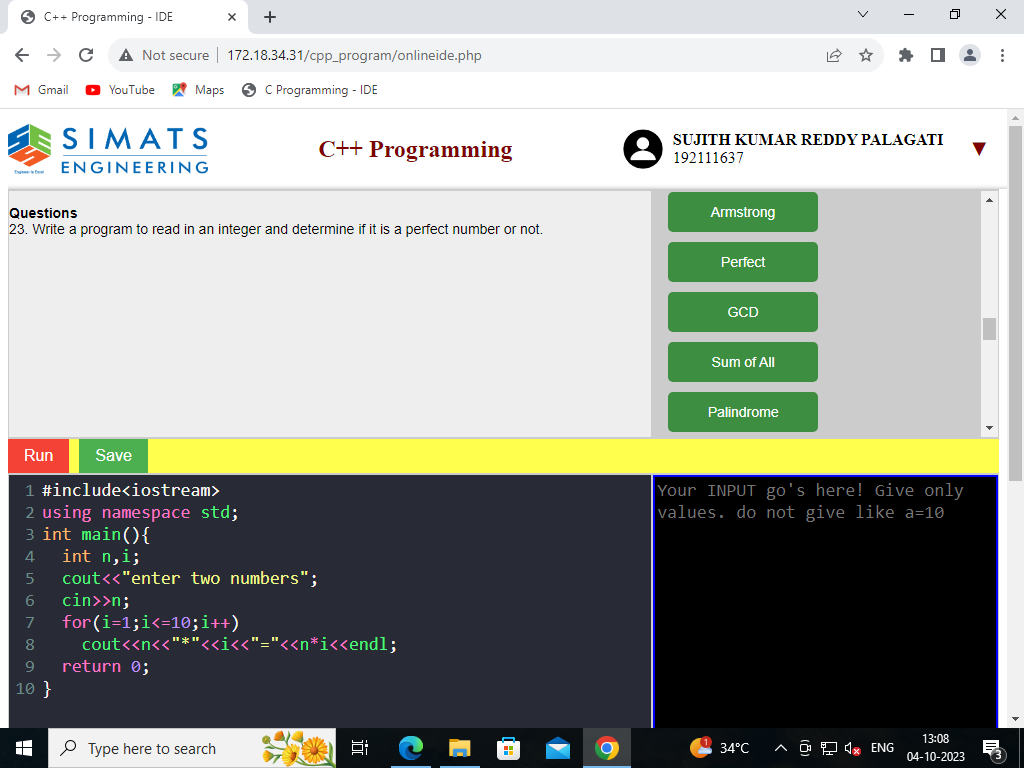 C++ Programming - IDE
Not secure
172.18.34.31/cpp_program/onlineide.php
Gmail
YouTube
Maps
C Programming - IDE
SIMATS
ENGINEERING
Engineer to Excel
C++ Programming
SUJITH KUMAR REDDY PALAGATI
192111637
Questions
23. Write a program to read in an integer and determine if it is a perfect number or not.
Armstrong
Perfect
GCD
Sum of All
Palindrome
Run
Save
1 #include<iostream>
2 using namespace std;
3 int main(){
4   int n,i;
5   cout<<"enter two numbers";
6   cin>>n;
7   for(i=1;i<=10;i++)
8     cout<<n<<"*"<<i<<"="<<n*i<<endl;
9   return 0;
10 }
Your INPUT go's here! Give only
values. do not give like a=10
Type here to search
1
34°C
ENG
13:08
04-10-2023
3